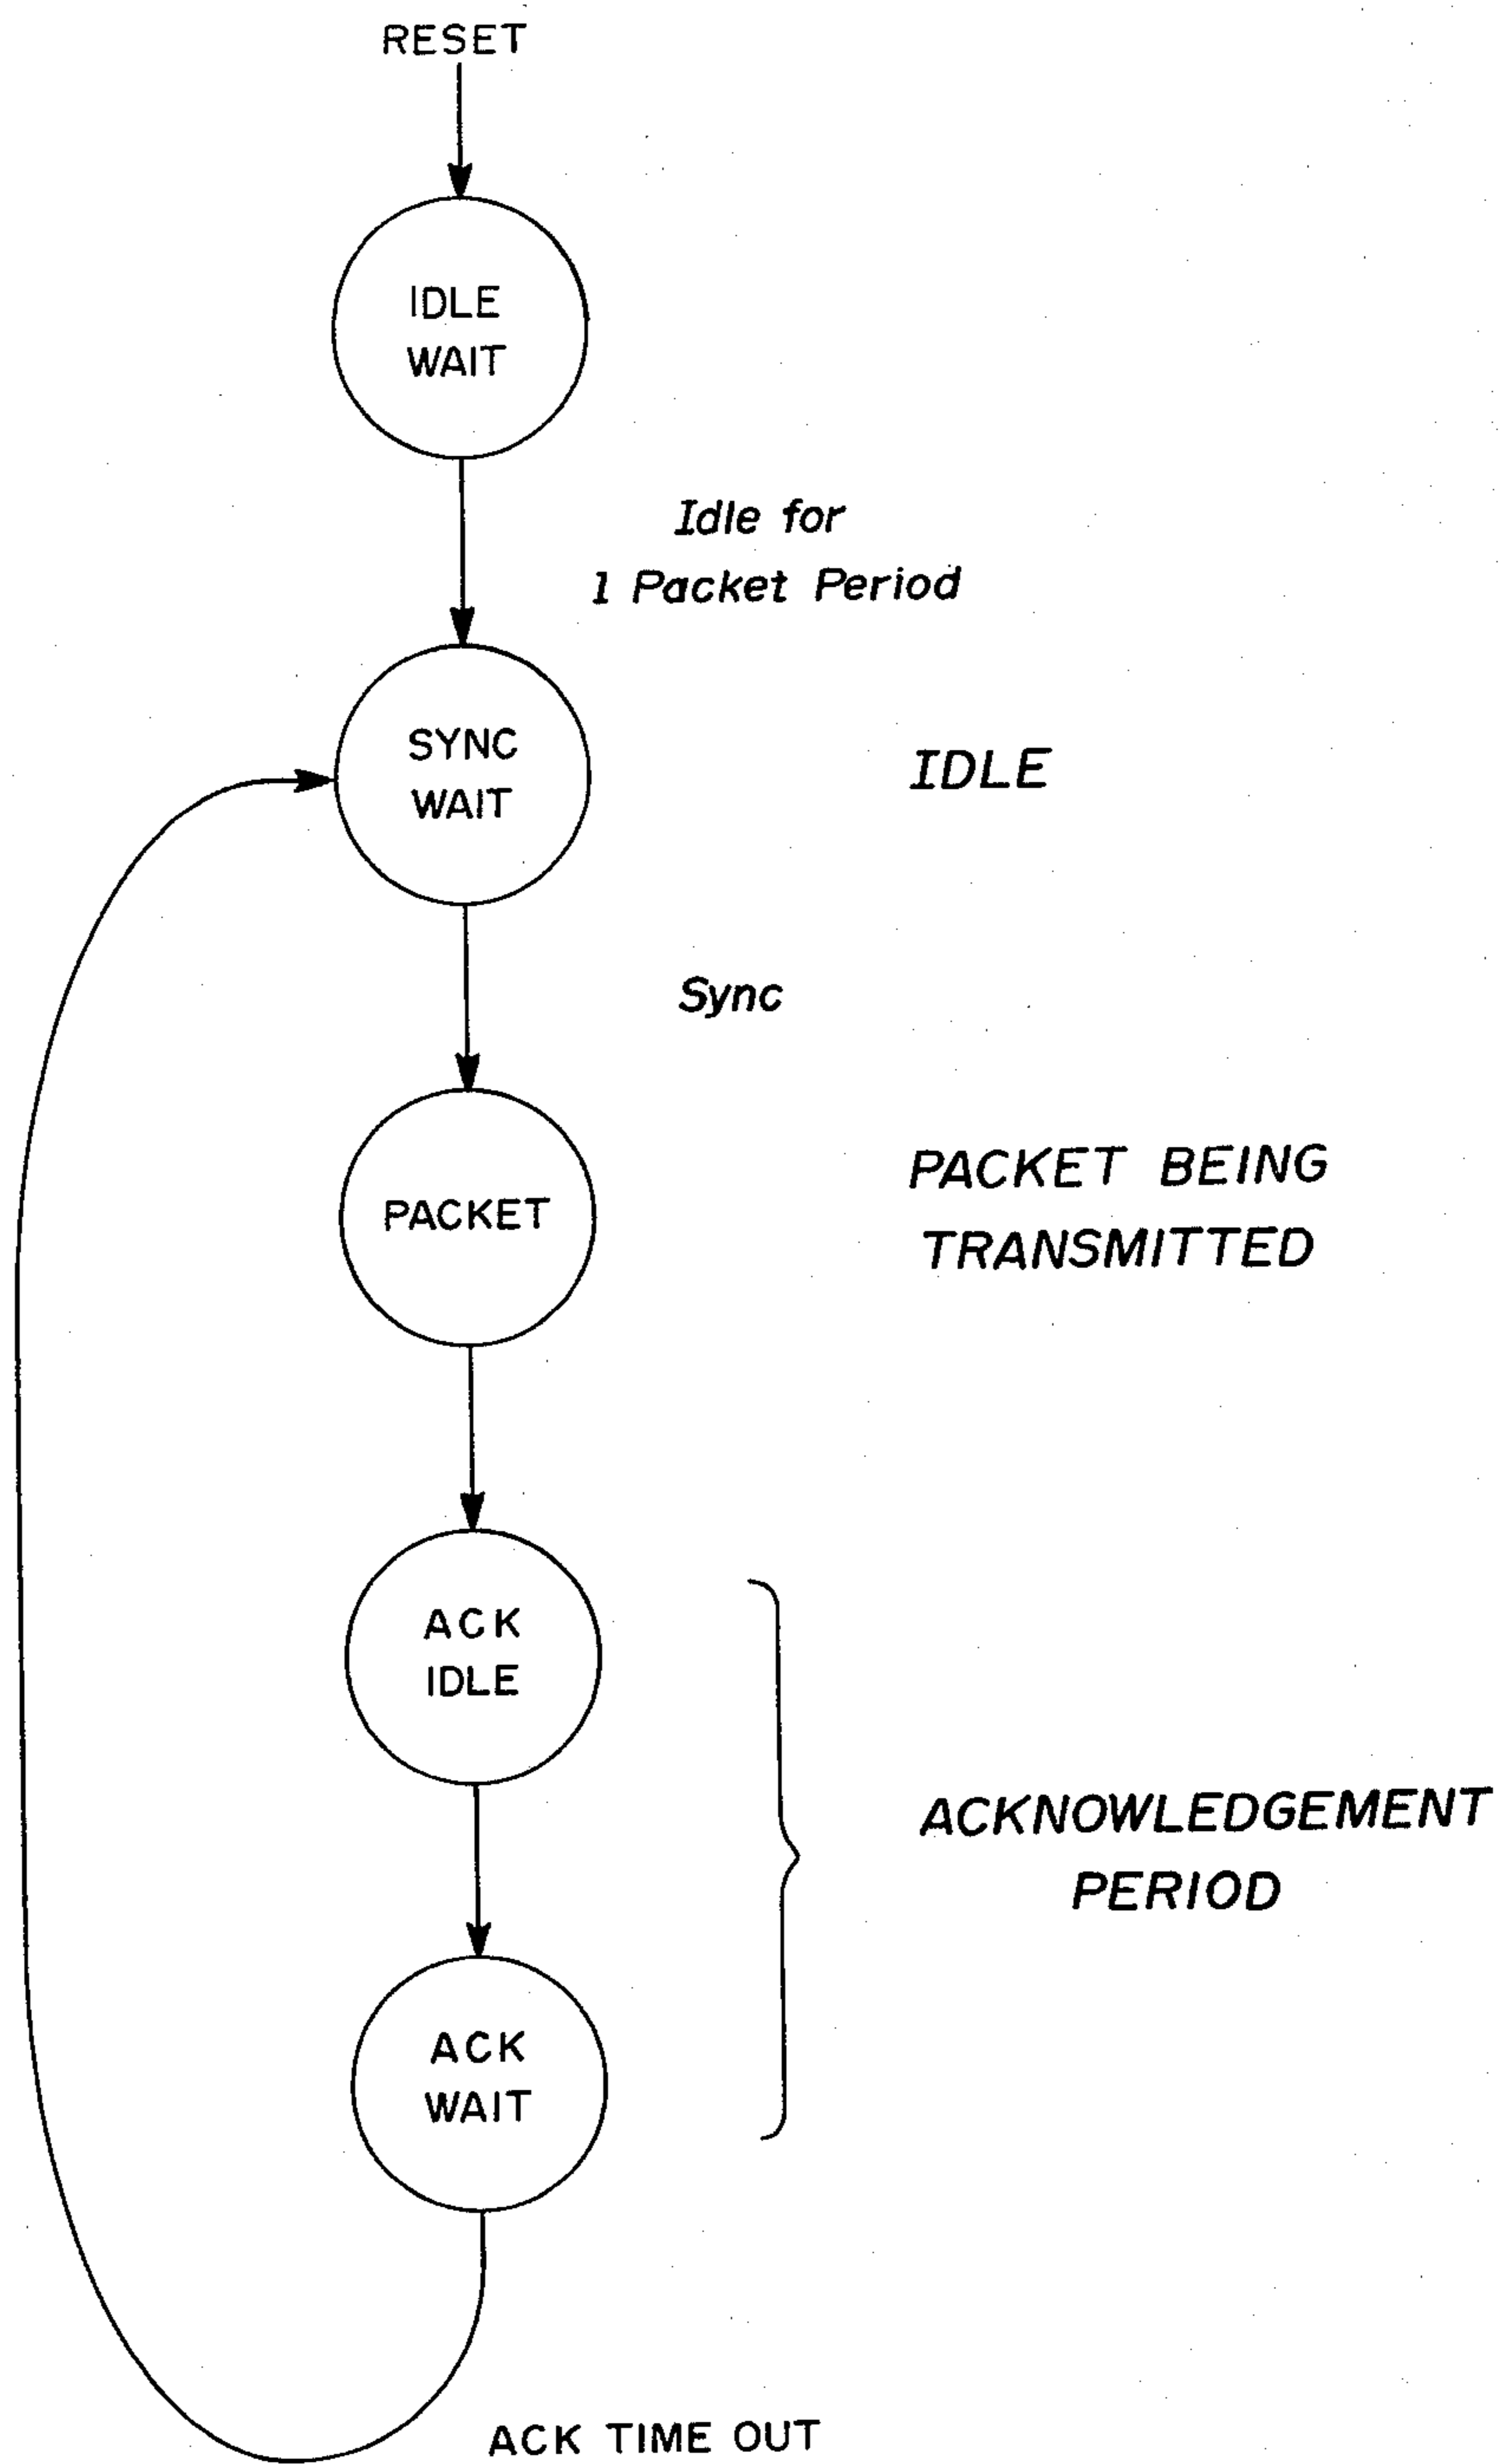 RESET
IDLE
WAIT
Idle for
1 Packet Period
SYNC
WAIT
IDLE
Sync
PACKET
PACKET BEING
TRANSMITTED
ACK
IDLE
ACKNOWLEDGEMENT
PERIOD
ACK
WAIT
ACK TIME OUT